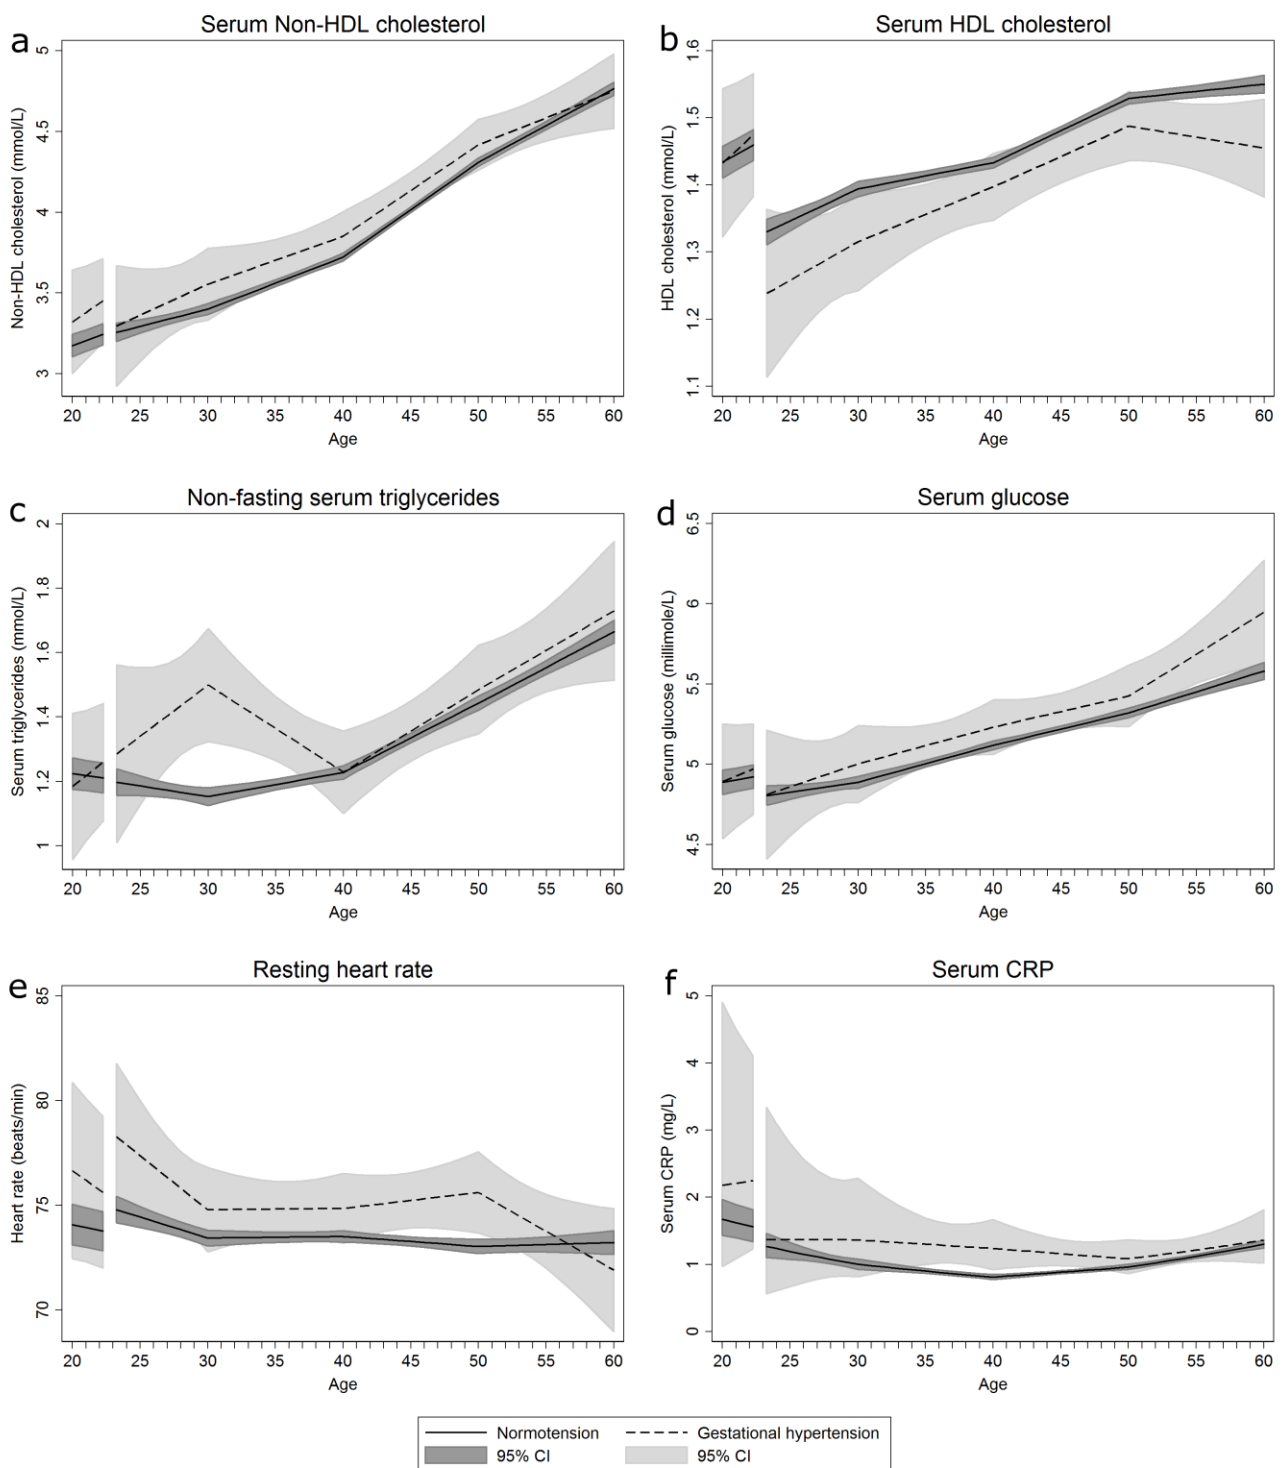 a
Serum Non-HDL cholesterol
Non-HDL cholesterol (mmol/L)
5
4.5
4
3.5
3
20 25 30 35 40 45 50 55 60
Age
b
Serum HDL cholesterol
HDL cholesterol (mmol/L)
1.6
1.5
1.4
1.3
1.2
1.1
20 25 30 35 40 45 50 55 60
Age
c
Non-fasting serum triglycerides
Serum triglycerides (mmol/L)
2
1.8
1.6
1.4
1.2
1
20 25 30 35 40 45 50 55 60
Age
d
Serum glucose
Serum glucose (millimole/L)
6.5
6
5.5
5
4.5
20 25 30 35 40 45 50 55 60
Age
e
Resting heart rate
Heart rate (beats/min)
85
80
75
70
20 25 30 35 40 45 50 55 60
Age
f
Serum CRP
Serum CRP (mg/L)
5
4
3
2
1
0
20 25 30 35 40 45 50 55 60
Age
Normotension Gestational hypertension
95% CI 95% CI